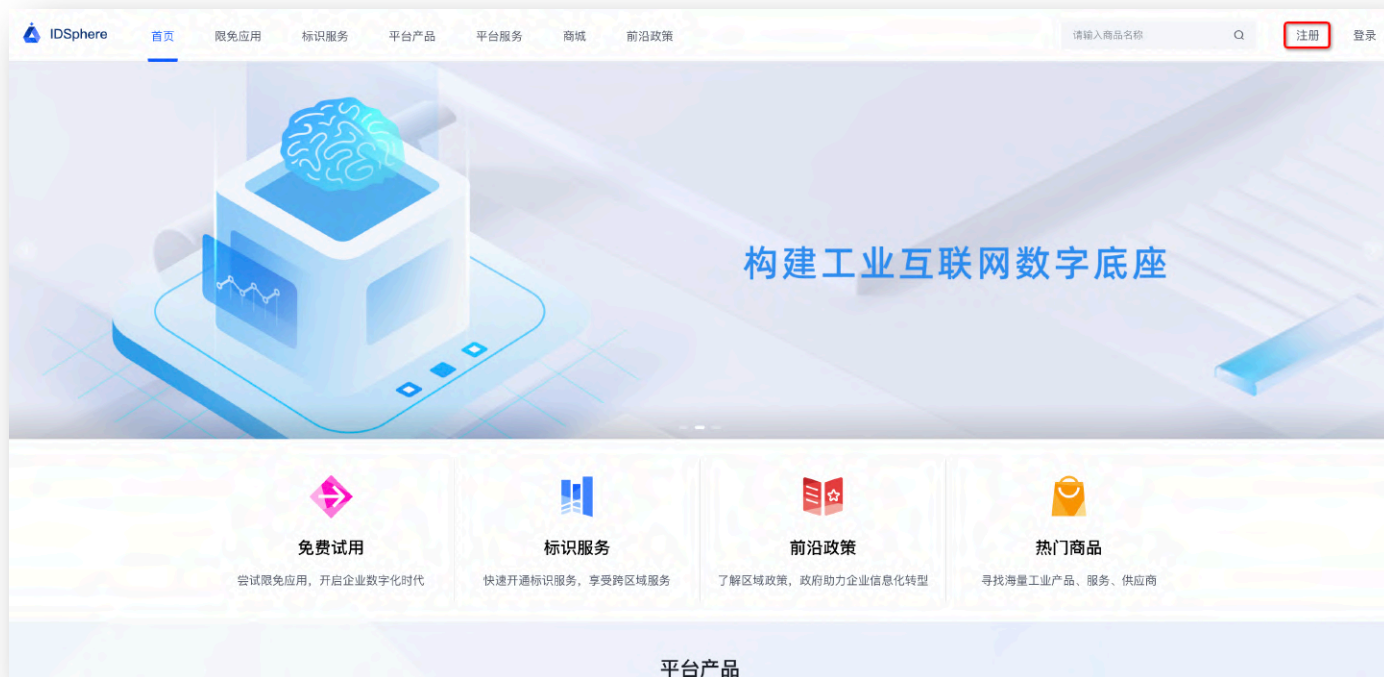 IDSphere 首页 限免应用 标识服务 平台产品 平台服务 商城 前沿政策 请输入商品名称 注册 登录
构建工业互联网数字底座
免费试用 标识服务 前沿政策 热门商品
尝试限免应用，开启企业数字化时代 快速开通标识服务，享受跨区域服务 了解区域政策，政府助力企业信息化转型 寻找海量工业产品、服务、供应商
平台产品